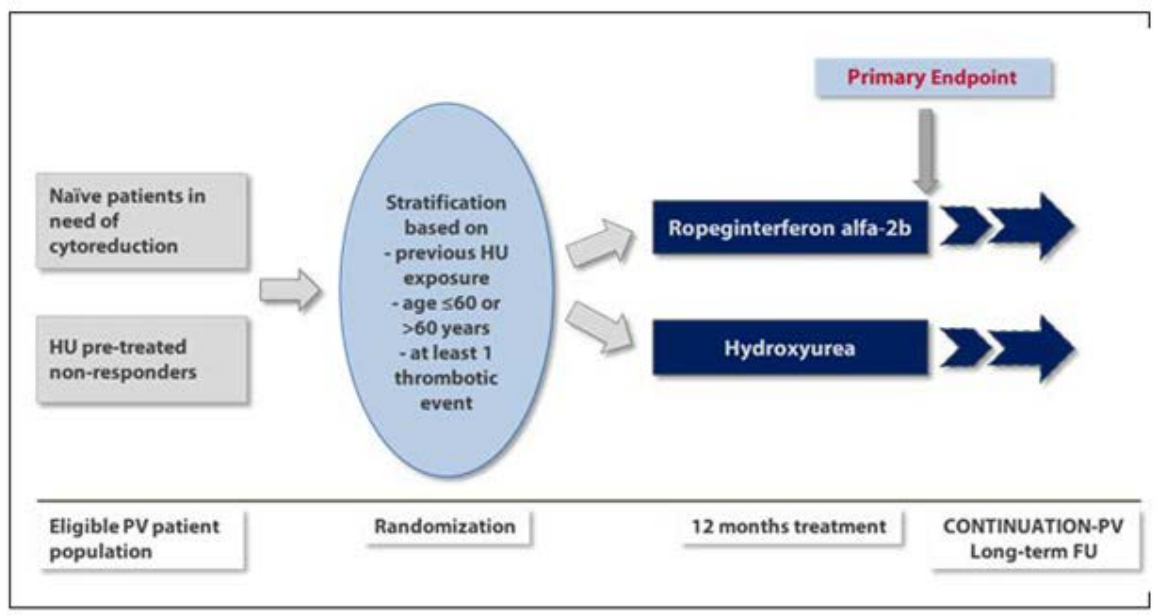 Primary Endpoint
Naïve patients in
need of
cytoreduction
HU pre-treated
non-responders
Stratification
based on
- previous HU
exposure
- age ≤60 or
>60 years
- at least 1
thrombotic
event
Ropeginterferon alfa-2b
Hydroxyurea
Eligible PV patient
population
Randomization
12 months treatment
CONTINUATION-PV
Long-term FU